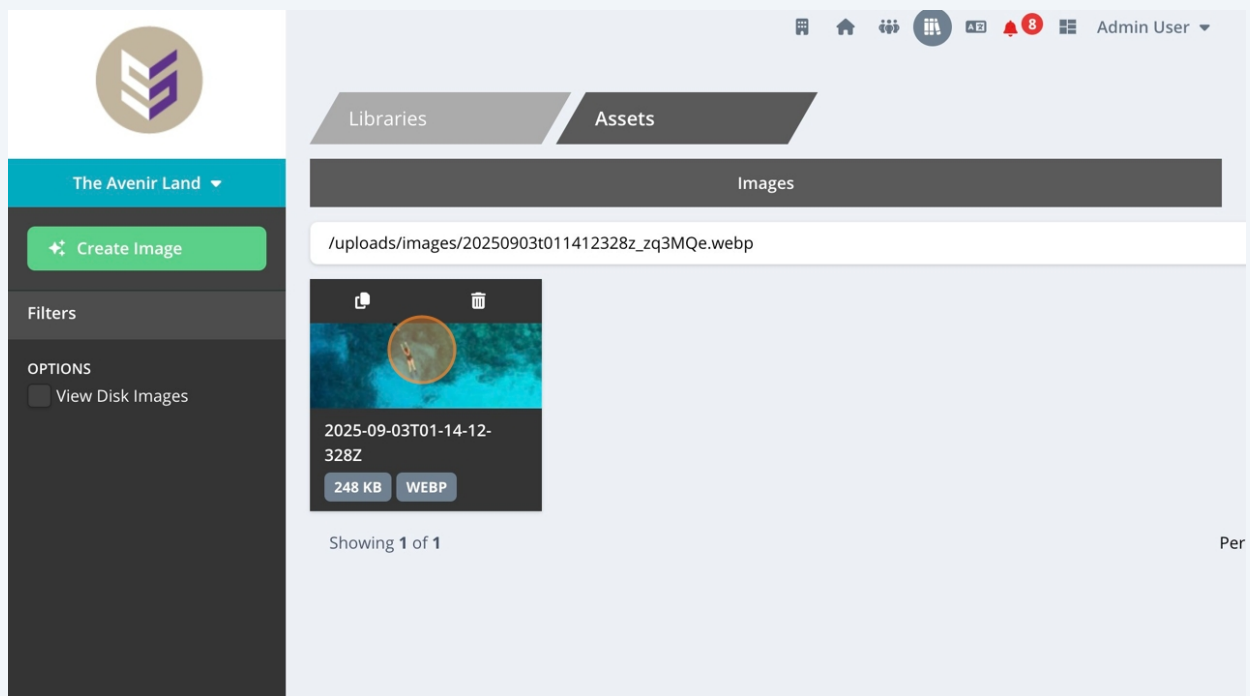 8
Admin User
Libraries
Assets
The Avenir Land
Images
Create Image
/uploads/images/20250903t011412328z_zq3MQe.webp
Filters
OPTIONS
View Disk Images
2025-09-03T01-14-12-
328Z
248 KB WEBP
Showing 1 of 1
Per